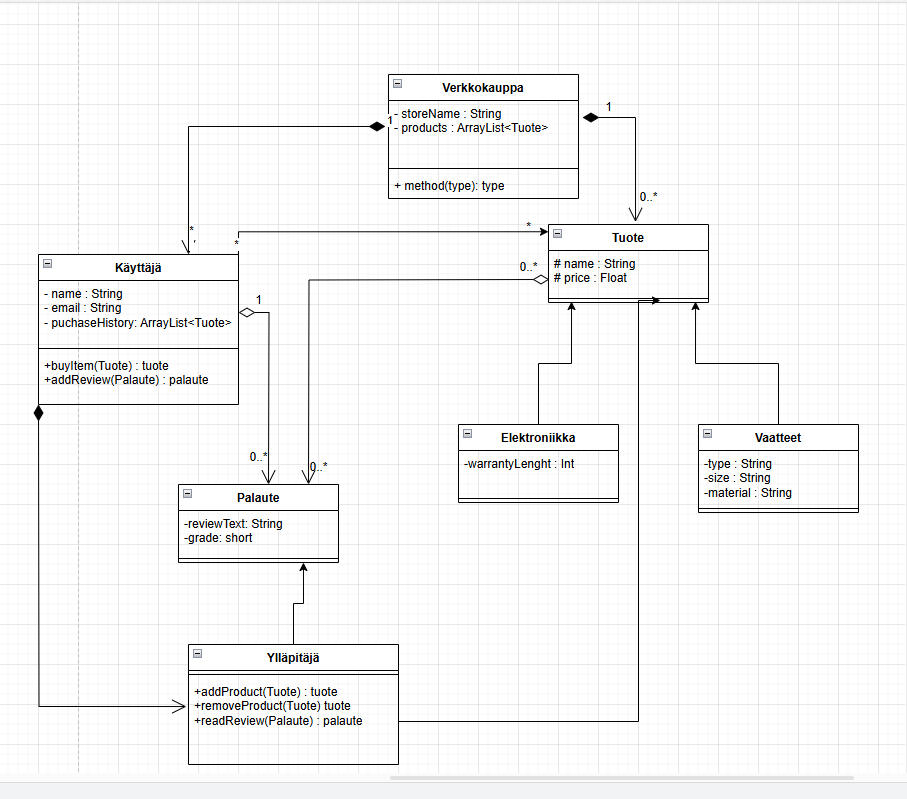 Verkkokauppa
- storeName : String
- products : ArrayList<Tuote>
+ method(type): type
1
1
*
0..*
*
*
Tuote
# name : String
# price : Float
0..*
Käyttäjä
- name : String
- email : String
- puchaseHistory: ArrayList<Tuote>
+buyItem(Tuote) : tuote
+addReview(Palaute) : palaute
1
0..*
0..*
Elektroniikka
-warrantyLenght : Int
Vaatteet
-type : String
-size : String
-material : String
Palaute
-reviewText: String
-grade: short
Ylläpitäjä
+addProduct(Tuote) : tuote
+removeProduct(Tuote) tuote
+readReview(Palaute) : palaute